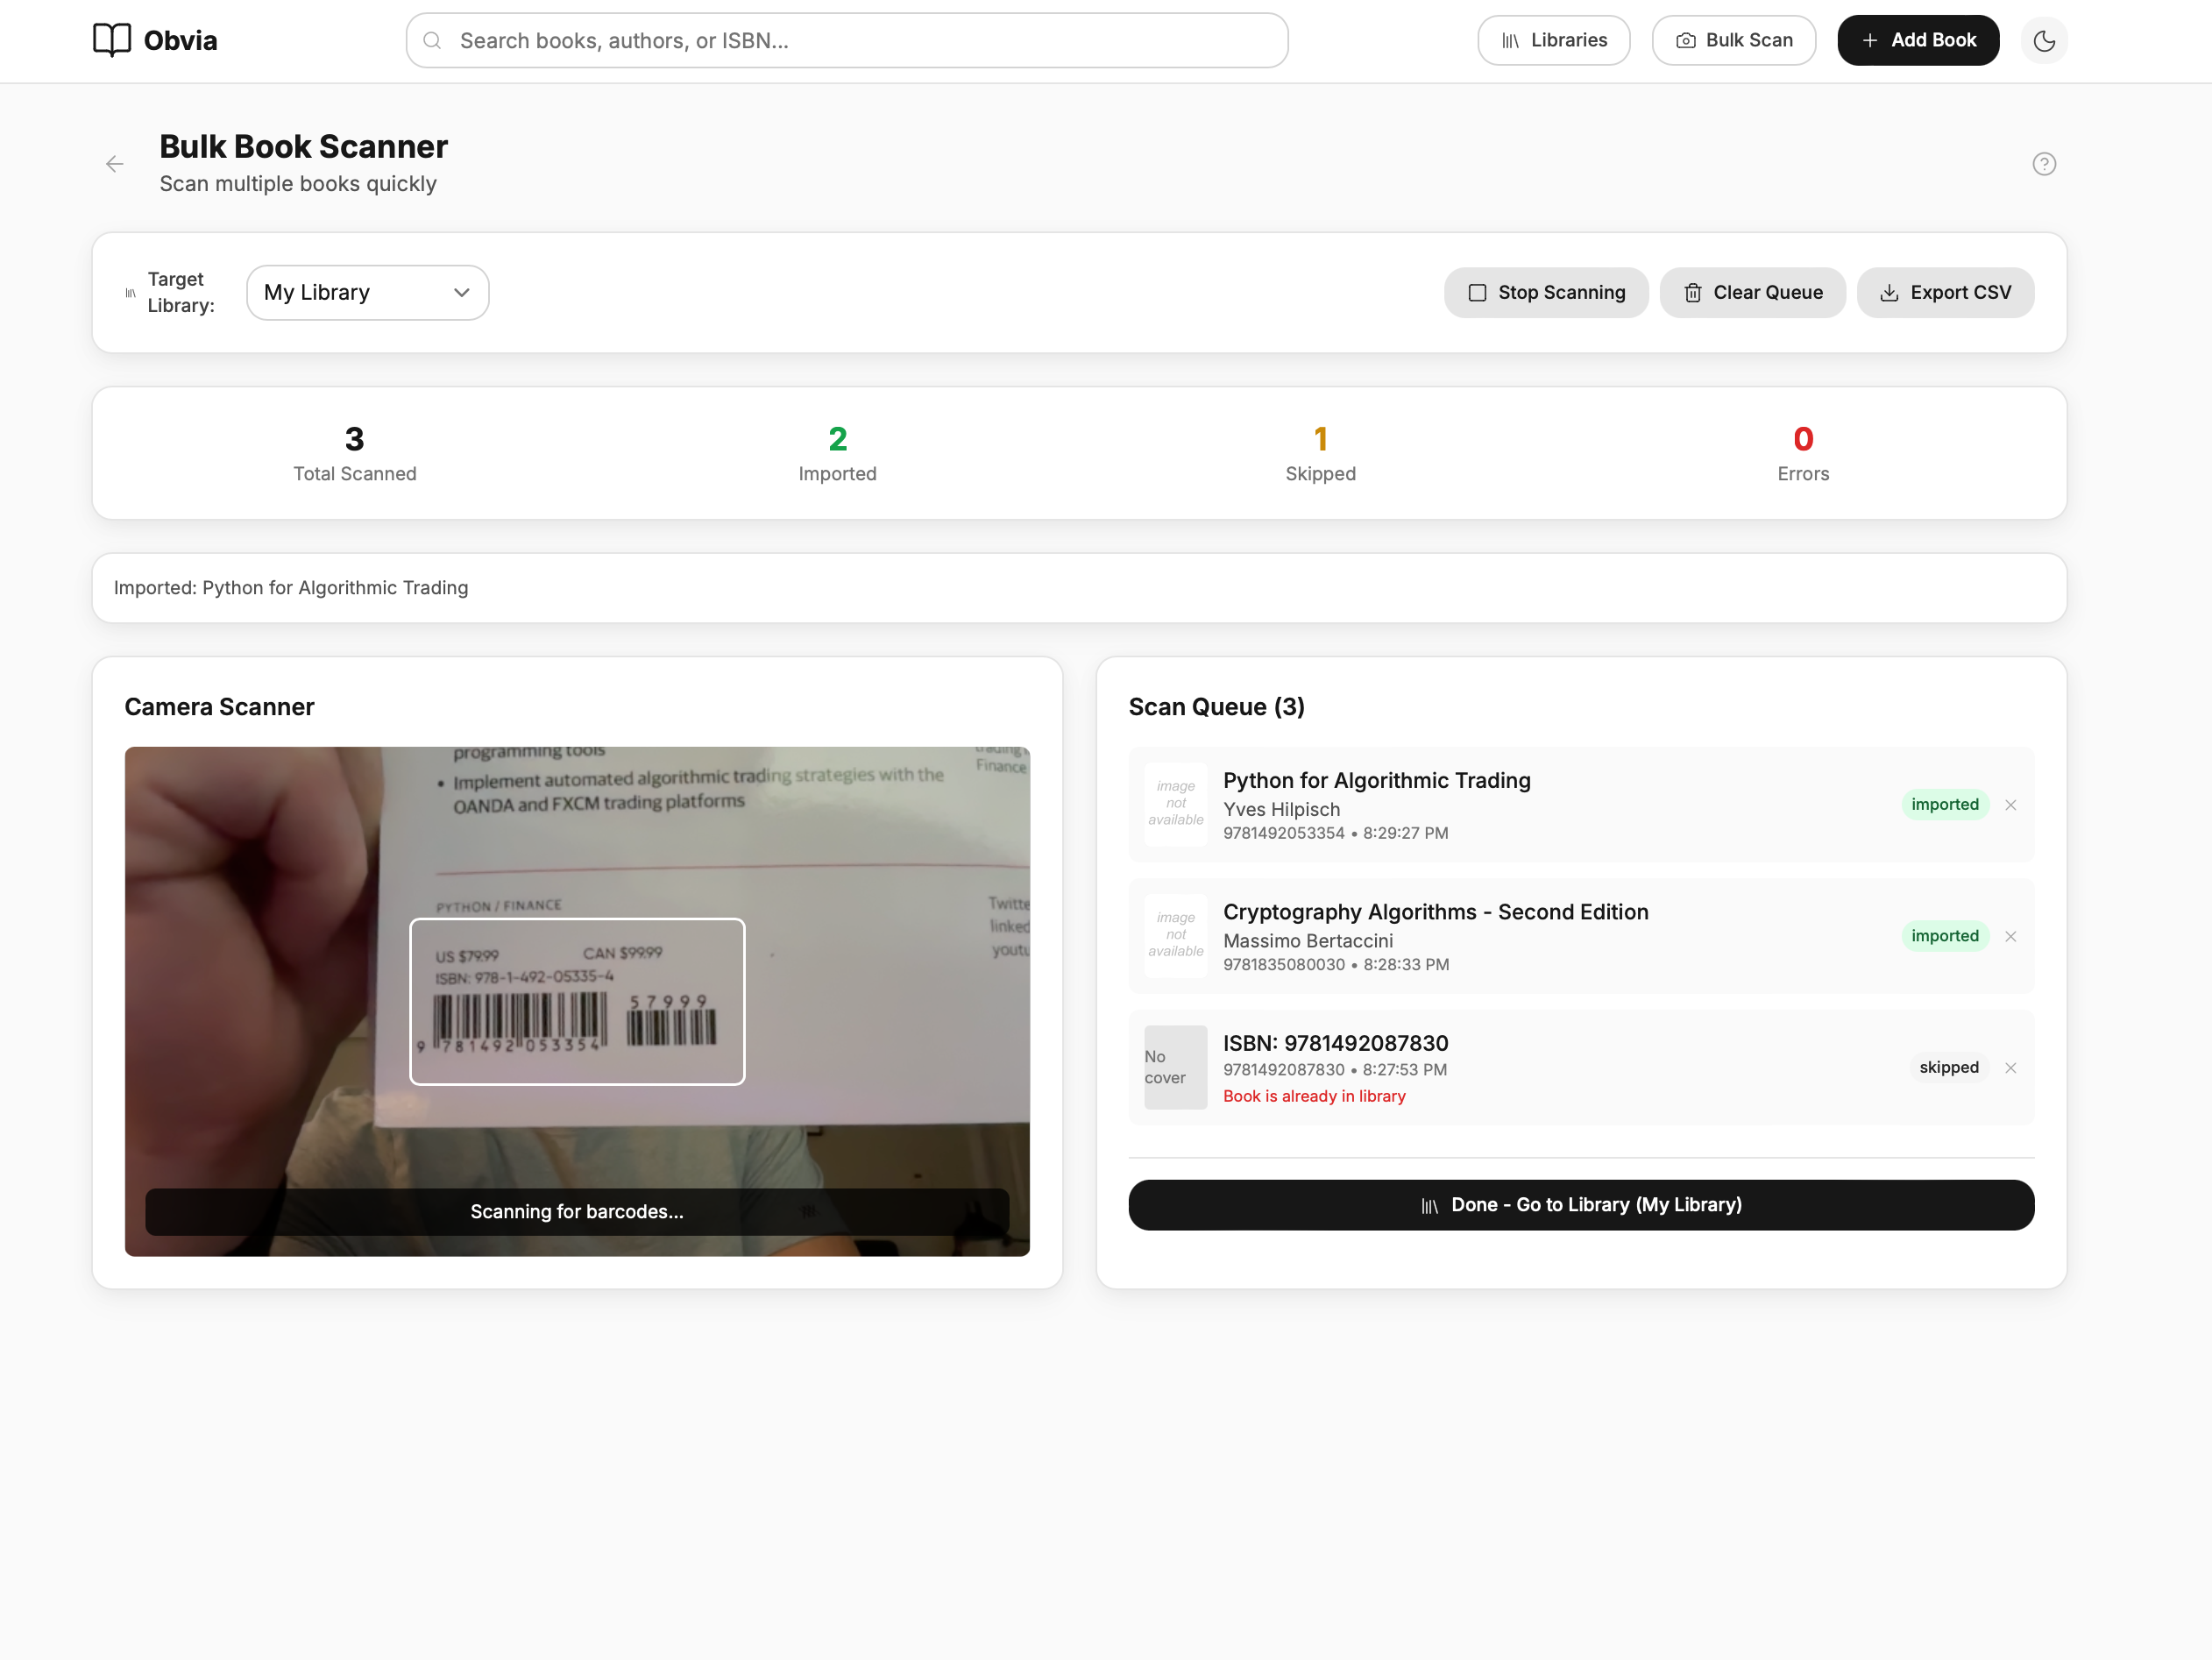 Obvia
Search books, authors, or ISBN...
Libraries
Bulk Scan
Add Book
Bulk Book Scanner
Scan multiple books quickly
Target
Library:
My Library
Stop Scanning
Clear Queue
Export CSV
3
Total Scanned
2
Imported
1
Skipped
0
Errors
Imported: Python for Algorithmic Trading
Camera Scanner
programming tools
• Implement automated algorithmic trading strategies with the
OANDA and FXCM trading platforms
trading
Finance
PYTHON / FINANCE
US $79.99 CAN $99.99
ISBN: 978-1-492-05335-4
57999
9 781492 053354
Twitte
linked
youtu
Scanning for barcodes...
Scan Queue (3)
image
not
available
Python for Algorithmic Trading
Yves Hilpisch
9781492053354 • 8:29:27 PM
imported
image
not
available
Cryptography Algorithms - Second Edition
Massimo Bertaccini
9781835080030 • 8:28:33 PM
imported
No
cover
ISBN: 9781492087830
9781492087830 • 8:27:53 PM
Book is already in library
skipped
Done - Go to Library (My Library)